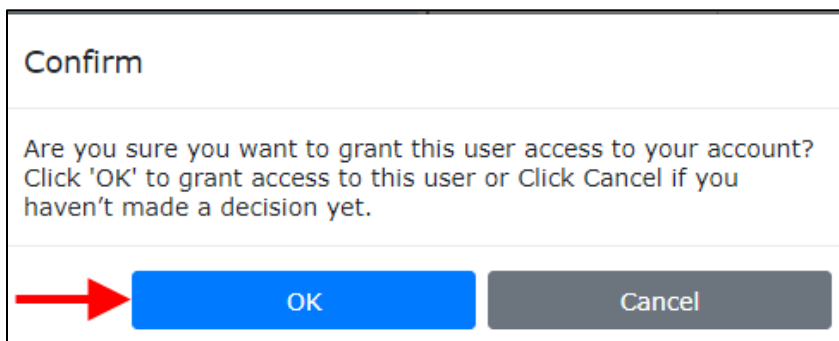 Confirm
Are you sure you want to grant this user access to your account?
Click 'OK' to grant access to this user or Click Cancel if you
haven’t made a decision yet.
OK
Cancel